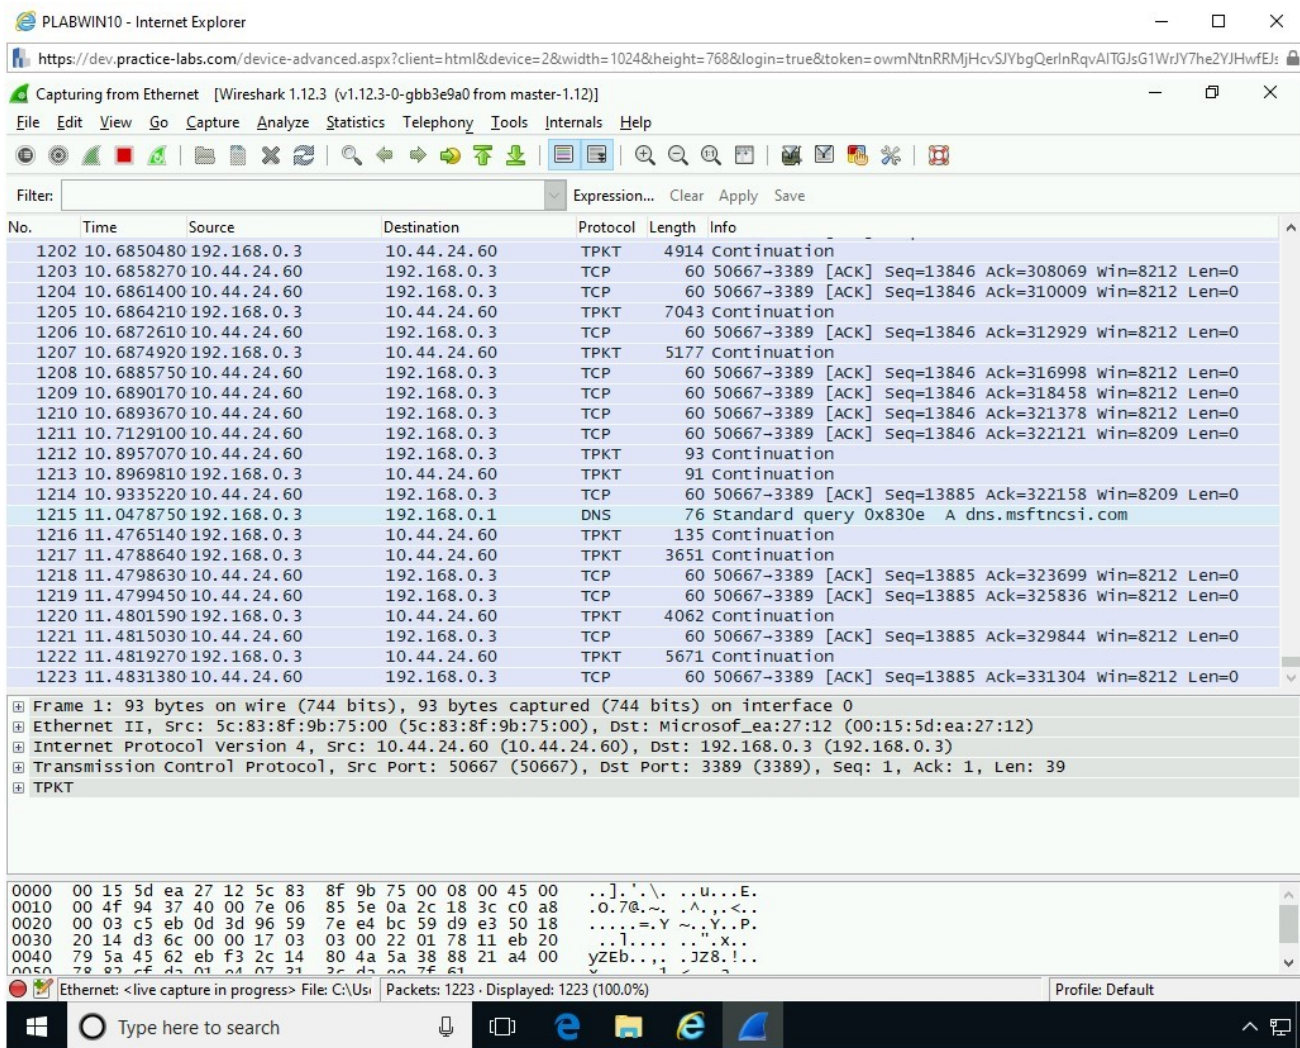 PLABWIN10 - Internet Explorer
https://dev.practice-labs.com/device-advanced.aspx?client=html&device=2&width=1024&height=768&login=true&token=owmNtnRRMjHcvSJYbgQerInRqvAITGJsG1WrJY7he2YJHwfEJs
Capturing from Ethernet [Wireshark 1.12.3 (v1.12.3-0-gbb3e9a0 from master-1.12)]
File Edit View Go Capture Analyze Statistics Telephony Tools Internals Help
Filter: Expression... Clear Apply Save
No. Time Source Destination Protocol Length Info
1202 10.6850480 192.168.0.3 10.44.24.60 TPKT 4914 Continuation
1203 10.6858270 10.44.24.60 192.168.0.3 TCP 60 50667→3389 [ACK] Seq=13846 Ack=308069 Win=8212 Len=0
1204 10.6861400 10.44.24.60 192.168.0.3 TCP 60 50667→3389 [ACK] Seq=13846 Ack=310009 Win=8212 Len=0
1205 10.6864210 192.168.0.3 10.44.24.60 TPKT 7043 Continuation
1206 10.6872610 10.44.24.60 192.168.0.3 TCP 60 50667→3389 [ACK] Seq=13846 Ack=312929 Win=8212 Len=0
1207 10.6874920 192.168.0.3 10.44.24.60 TPKT 5177 Continuation
1208 10.6885750 10.44.24.60 192.168.0.3 TCP 60 50667→3389 [ACK] Seq=13846 Ack=316998 Win=8212 Len=0
1209 10.6890170 10.44.24.60 192.168.0.3 TCP 60 50667→3389 [ACK] Seq=13846 Ack=318458 Win=8212 Len=0
1210 10.6893670 10.44.24.60 192.168.0.3 TCP 60 50667→3389 [ACK] Seq=13846 Ack=321378 Win=8212 Len=0
1211 10.7129100 10.44.24.60 192.168.0.3 TCP 60 50667→3389 [ACK] Seq=13846 Ack=322121 Win=8209 Len=0
1212 10.8957070 10.44.24.60 192.168.0.3 TPKT 93 Continuation
1213 10.8969810 192.168.0.3 10.44.24.60 TPKT 91 Continuation
1214 10.9335220 10.44.24.60 192.168.0.3 TCP 60 50667→3389 [ACK] Seq=13885 Ack=322158 Win=8209 Len=0
1215 11.0478750 192.168.0.3 192.168.0.1 DNS 76 Standard query 0x830e A dns.msftncsi.com
1216 11.4765140 192.168.0.3 10.44.24.60 TPKT 135 Continuation
1217 11.4788640 192.168.0.3 10.44.24.60 TPKT 3651 Continuation
1218 11.4798630 10.44.24.60 192.168.0.3 TCP 60 50667→3389 [ACK] Seq=13885 Ack=323699 Win=8212 Len=0
1219 11.4799450 10.44.24.60 192.168.0.3 TCP 60 50667→3389 [ACK] Seq=13885 Ack=325836 Win=8212 Len=0
1220 11.4801590 192.168.0.3 10.44.24.60 TPKT 4062 Continuation
1221 11.4815030 10.44.24.60 192.168.0.3 TCP 60 50667→3389 [ACK] Seq=13885 Ack=329844 Win=8212 Len=0
1222 11.4819270 192.168.0.3 10.44.24.60 TPKT 5671 Continuation
1223 11.4831380 10.44.24.60 192.168.0.3 TCP 60 50667→3389 [ACK] Seq=13885 Ack=331304 Win=8212 Len=0
Frame 1: 93 bytes on wire (744 bits), 93 bytes captured (744 bits) on interface 0
Ethernet II, Src: 5c:83:8f:9b:75:00 (5c:83:8f:9b:75:00), Dst: Microsof_ea:27:12 (00:15:5d:ea:27:12)
Internet Protocol Version 4, Src: 10.44.24.60 (10.44.24.60), Dst: 192.168.0.3 (192.168.0.3)
Transmission Control Protocol, Src Port: 50667 (50667), Dst Port: 3389 (3389), Seq: 1, Ack: 1, Len: 39
TPKT
0000 00 15 5d ea 27 12 5c 83 8f 9b 75 00 08 00 45 00 ..].'.\. ..u...E.
0010 00 4f 94 37 40 00 7e 06 85 5e 0a 2c 18 3c c0 a8 .O.7@.~. .^.,.<..
0020 00 03 c5 eb 0d 3d 96 59 7e e4 bc 59 d9 e3 50 18 .....=.Y ~..Y..P.
0030 20 14 d3 6c 00 00 17 03 03 00 22 01 78 11 eb 20 ..l.... ..".x..
0040 79 5a 45 62 eb f3 2c 14 80 4a 5a 38 88 21 a4 00 yZEb..,. .JZ8.!..
Ethernet: <live capture in progress> File: C:\Us Packets: 1223 · Displayed: 1223 (100.0%) Profile: Default
Type here to search